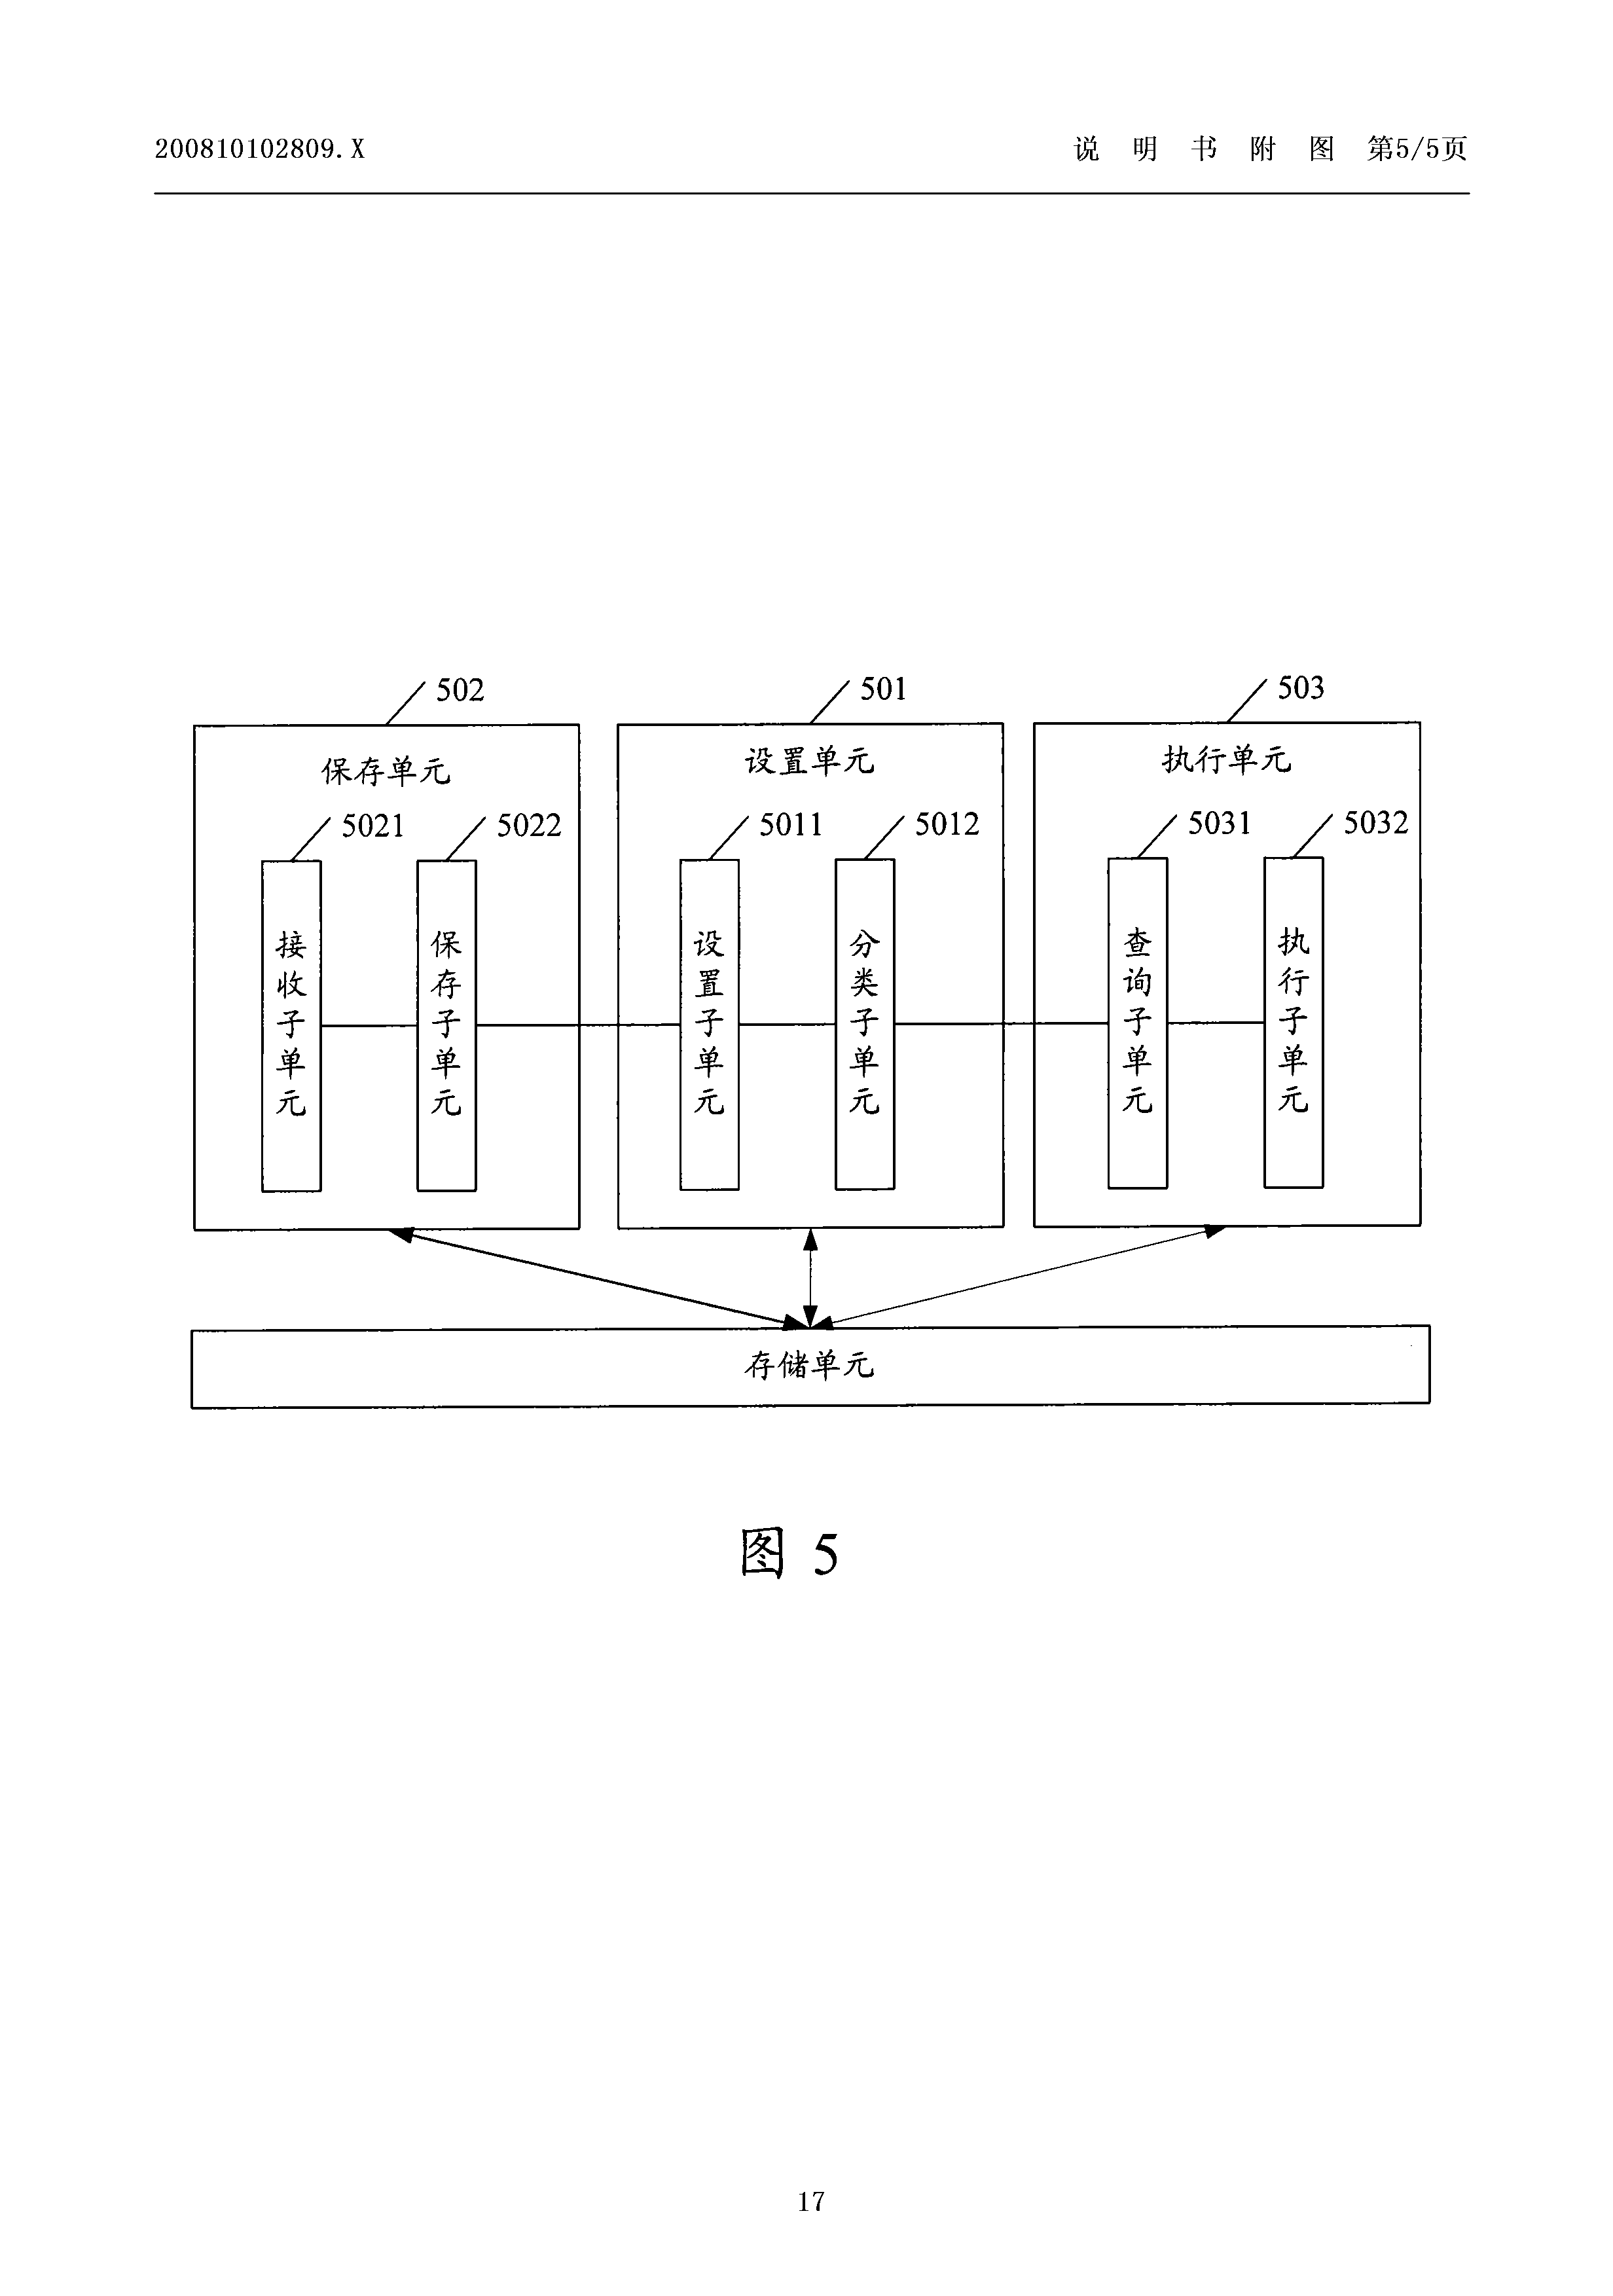 200810102809.X
说 明 书 附 图 第5/5页
502
501
503
保存单元
设置单元
执行单元
5021
5022
5011
5012
5031
5032
接收子单元
保存子单元
设置子单元
分类子单元
查询子单元
执行子单元
存储单元
图 5
17